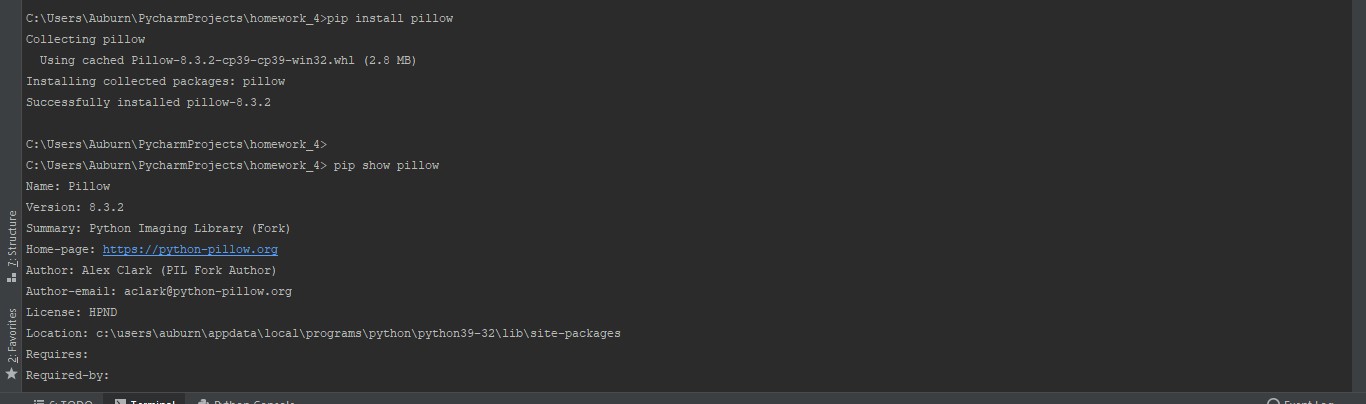 C:\Users\Auburn\PycharmProjects\homework_4>pip install pillow
Collecting pillow
  Using cached Pillow-8.3.2-cp39-cp39-win32.whl (2.8 MB)
Installing collected packages: pillow
Successfully installed pillow-8.3.2
C:\Users\Auburn\PycharmProjects\homework_4>
C:\Users\Auburn\PycharmProjects\homework_4> pip show pillow
Name: Pillow
Version: 8.3.2
Summary: Python Imaging Library (Fork)
Home-page: https://python-pillow.org
Author: Alex Clark (PIL Fork Author)
Author-email: aclark@python-pillow.org
License: HPND
Location: c:\users\auburn\appdata\local\programs\python\python39-32\lib\site-packages
Requires:
Required-by:
7: Structure
2: Favorites
6: TODO
Terminal
Python Console
Event Log